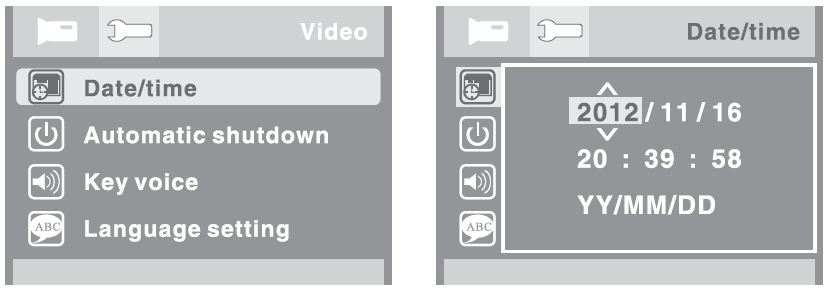 Video
Date/time
Automatic shutdown
Key voice
ABC
Language setting
Date/time
2012/11/16
20 : 39 : 58
YY/MM/DD
ABC